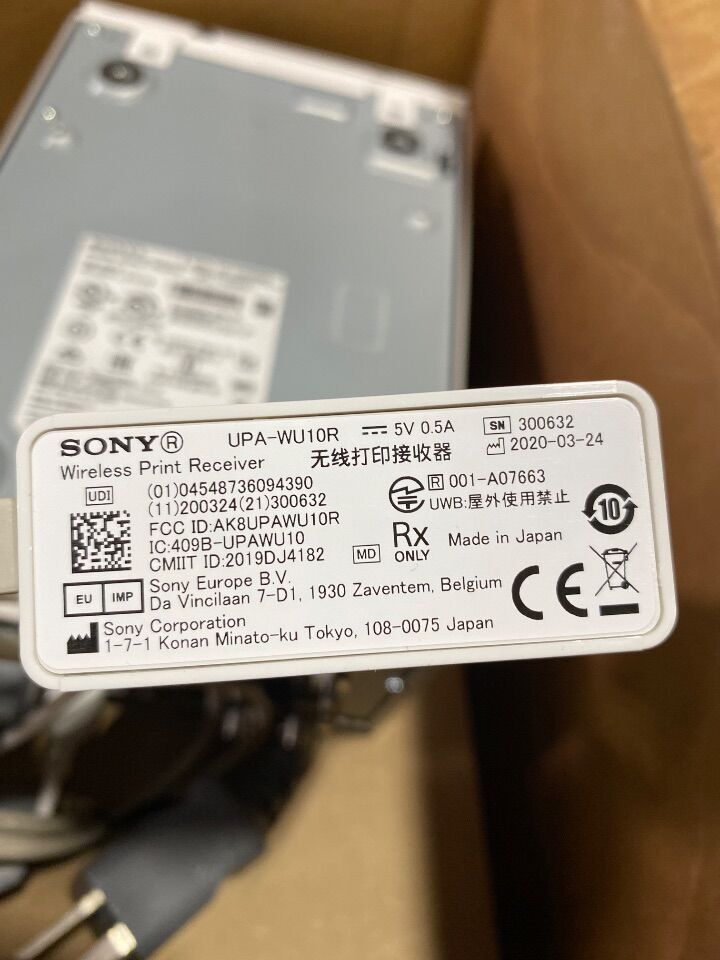 SONY® UPA-WU10R 5V 0.5A SN 300632
Wireless Print Receiver 无线打印接收器 2020-03-24
UDI (01)04548736094390
(11)200324(21)300632
R 001-A07663
UWB:屋外使用禁止
FCC ID:AK8UPAWU10R
IC:409B-UPAWU10
CMIIT ID:2019DJ4182
MD Rx ONLY Made in Japan
10
EU IMP Sony Europe B.V.
Da Vincilaan 7-D1, 1930 Zaventem, Belgium
CE
Sony Corporation
1-7-1 Konan Minato-ku Tokyo, 108-0075 Japan